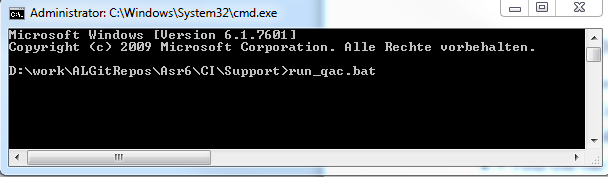 Administrator: C:\Windows\System32\cmd.exe
Microsoft Windows [Version 6.1.7601]
Copyright (c) 2009 Microsoft Corporation. Alle Rechte vorbehalten.
D:\work\ALGitRepos\Asr6\CI\Support>run_qac.bat